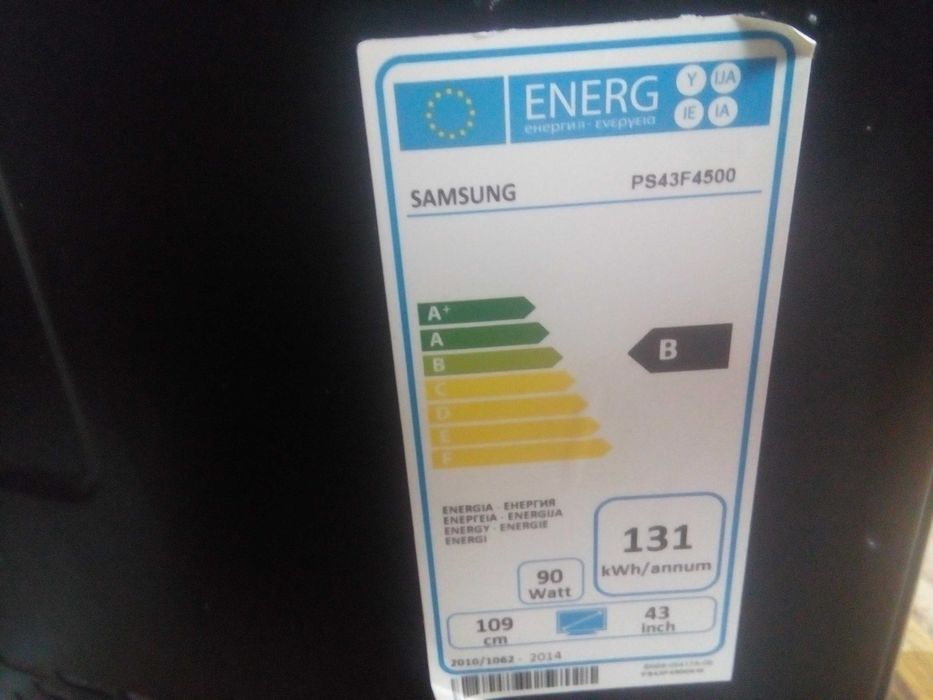 ENERG Y IJA
енергия · ενεργεια IE IA
SAMSUNG PS43F4500
A+
A
B
B
C
D
E
F
ENERGIA · ЕНЕРГИЯ
ΕΝΕΡΓΕΙΑ · ENERGIJA
ENERGY · ENERGIE
ENERGI
131
kWh/annum
90
Watt
109
cm
43
inch
2010/1062 - 2014